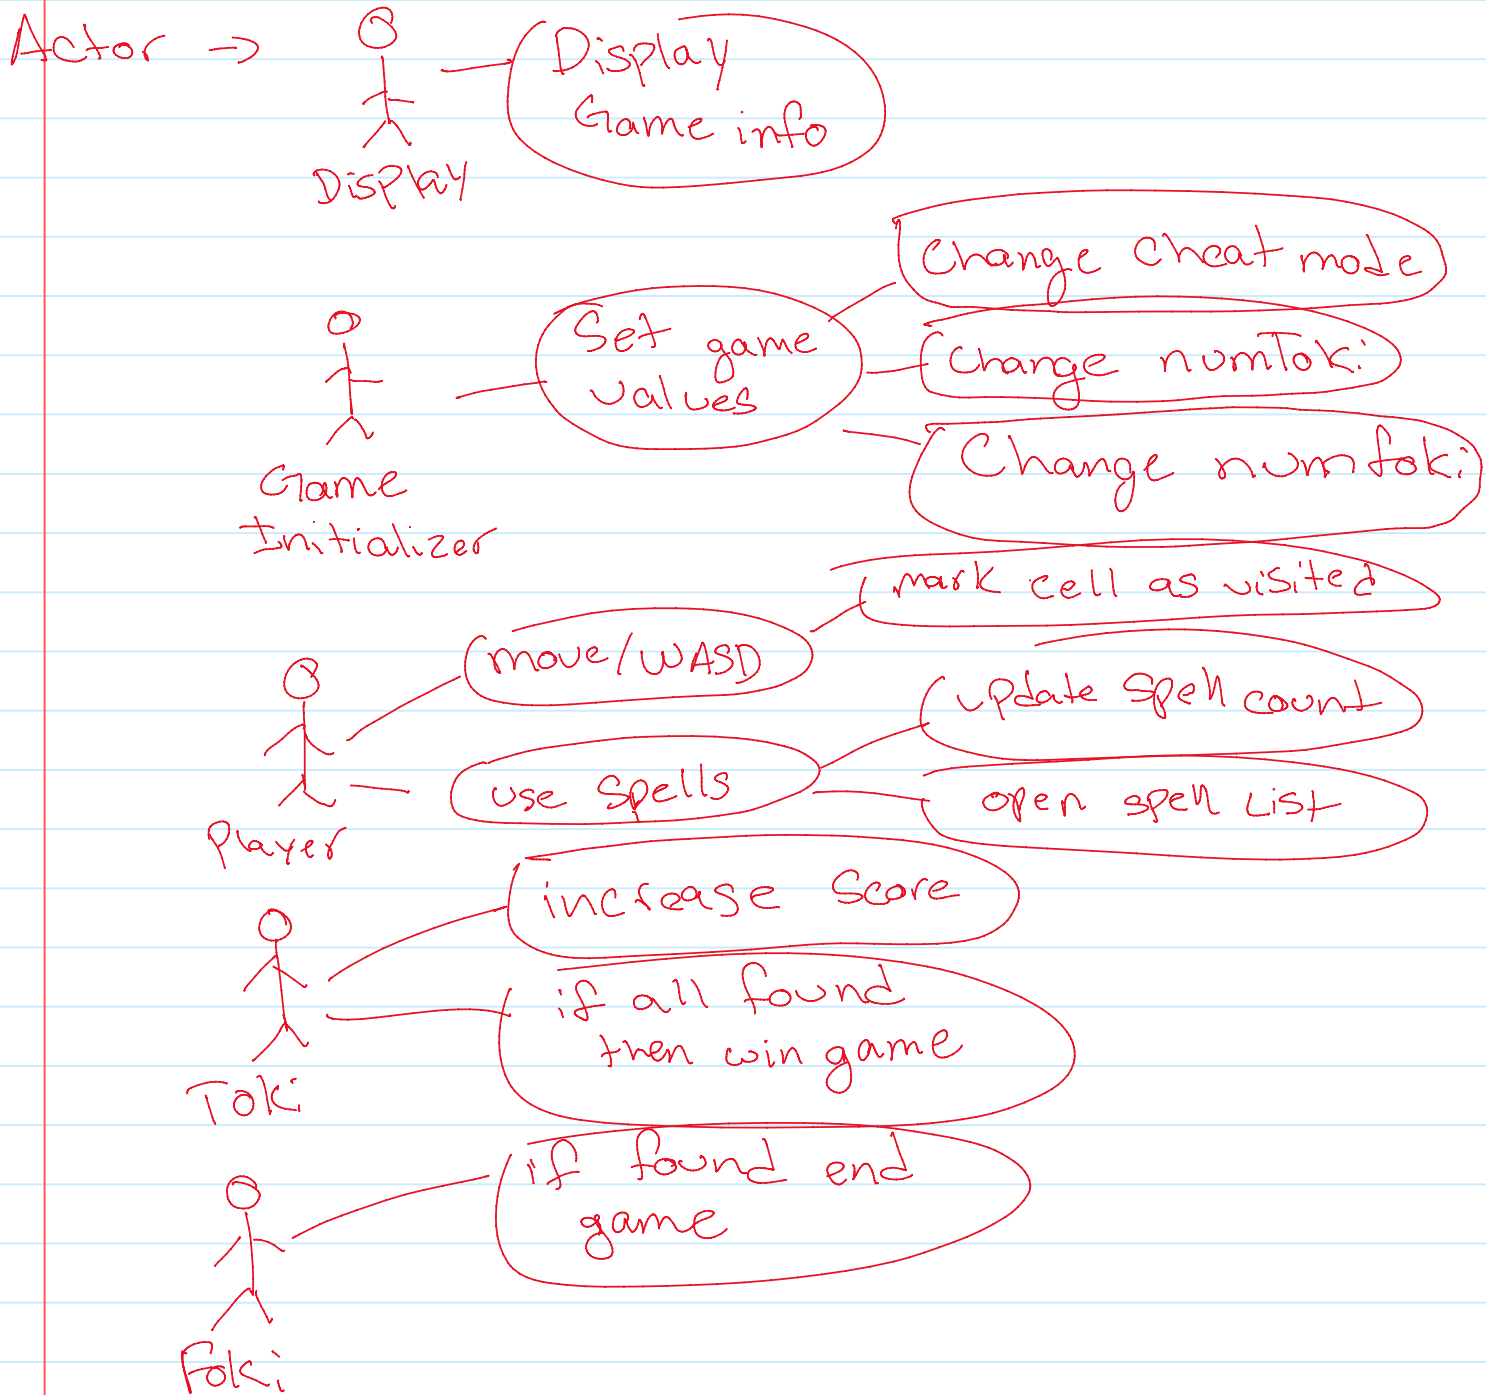 Actor →
Display
Game info
Display
Change Cheat mode
Set game
values
Change numToki
Change numfoki
Game
Initializer
mark cell as visited
move/WASD
update spell count
use spells
open spell List
Player
increase Score
if all found
then win game
Toki
if found end
game
Foki